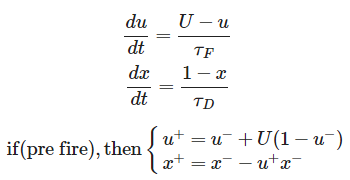 du/dt = (U − u)/τ_F
dx/dt = (1 − x)/τ_D
if(pre fire), then { u⁺ = u⁻ + U(1 − u⁻)
x⁺ = x⁻ − u⁺x⁻